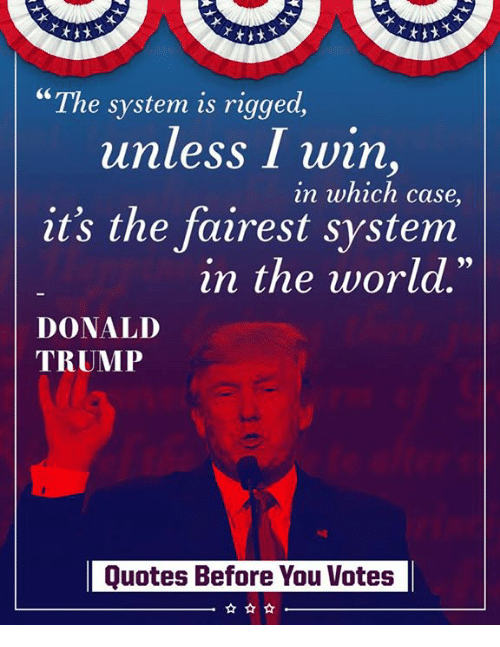 “The system is rigged,
unless I win,
in which case,
it's the fairest system
in the world.”
-
DONALD
TRUMP
Quotes Before You Votes